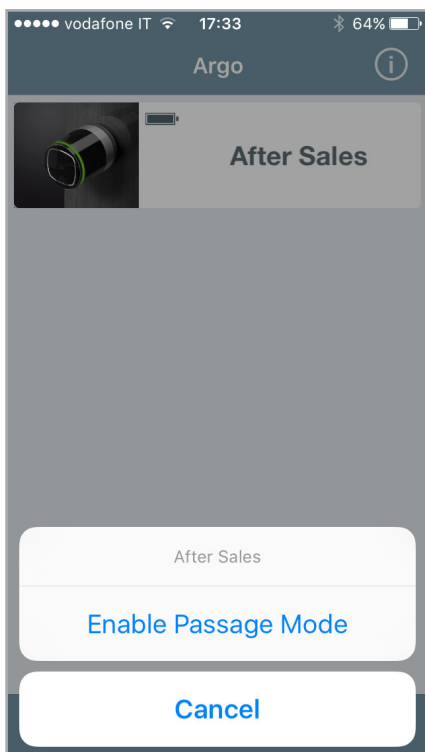 vodafone IT 17:33 64%
Argo
After Sales
After Sales
Enable Passage Mode
Cancel